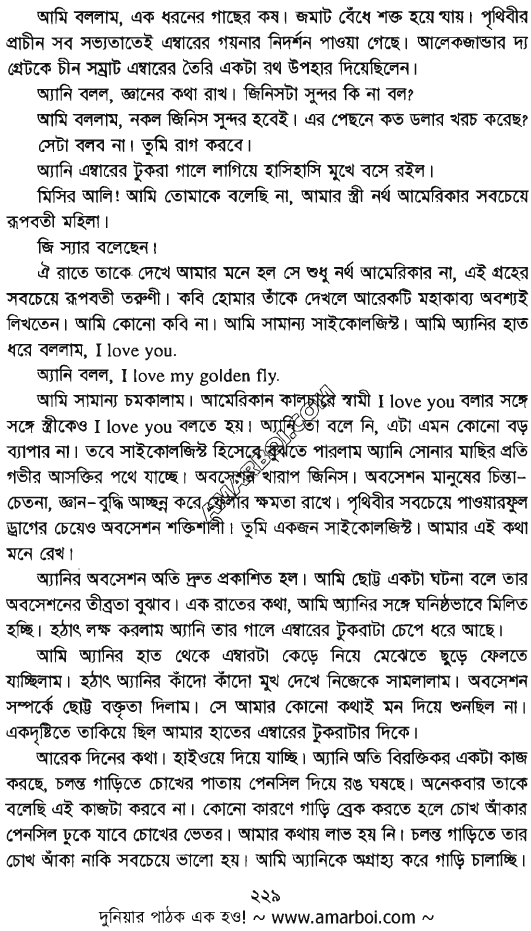 আমি বললাম, এক ধরনের গাছের কষ। জমাট বেঁধে শক্ত হয়ে যায়। পৃথিবীর
প্রাচীন সব সভ্যতাতেই এম্বারের গয়নার নিদর্শন পাওয়া গেছে। আলেকজান্ডার দ্য
গ্রেটকে চীন সম্রাট এম্বারের তৈরি একটা রথ উপহার দিয়েছিলেন।
অ্যানি বলল, জ্ঞানের কথা রাখ। জিনিসটা সুন্দর কি না বল?
আমি বললাম, নকল জিনিস সুন্দর হবেই। এর পেছনে কত ডলার খরচ করেছ?
সেটা বলব না। তুমি রাগ করবে।
অ্যানি এম্বারের টুকরা গালে লাগিয়ে হাসিহাসি মুখে বসে রইল।
মিসির আলি! আমি তোমাকে বলেছি না, আমার স্ত্রী নর্থ আমেরিকার সবচেয়ে
রূপবতী মহিলা।
জি স্যার বলেছেন।
ঐ রাতে তাকে দেখে আমার মনে হল সে শুধু নর্থ আমেরিকার না, এই গ্রহের
সবচেয়ে রূপবতী তরুণী। কবি হোমার তাঁকে দেখলে আরেকটি মহাকাব্য অবশ্যই
লিখতেন। আমি কোনো কবি না। আমি সামান্য সাইকোলজিস্ট। আমি অ্যানির হাত
ধরে বললাম, I love you.
অ্যানি বলল, I love my golden fly.
আমি সামান্য চমকালাম। আমেরিকান কালচারে স্বামী I love you বলার সঙ্গে
সঙ্গে স্ত্রীকেও I love you বলতে হয়। অ্যানি তা বলে নি, এটা এমন কোনো বড়
ব্যাপার না। তবে সাইকোলজিস্ট হিসেবে বুঝতে পারলাম অ্যানি সোনার মাছির প্রতি
গভীর আসক্তির পথে যাচ্ছে। অবসেশন খারাপ জিনিস। অবসেশন মানুষের চিন্তা-
চেতনা, জ্ঞান-বুদ্ধি আচ্ছন্ন করে ফেলার ক্ষমতা রাখে। পৃথিবীর সবচেয়ে পাওয়ারফুল
ড্রাগের চেয়েও অবসেশন শক্তিশালী। তুমি একজন সাইকোলজিস্ট। আমার এই কথা
মনে রেখ।
অ্যানির অবসেশন অতি দ্রুত প্রকাশিত হল। আমি ছোট্ট একটা ঘটনা বলে তার
অবসেশনের তীব্রতা বুঝাব। এক রাতের কথা, আমি অ্যানির সঙ্গে ঘনিষ্ঠভাবে মিলিত
হচ্ছি। হঠাৎ লক্ষ করলাম অ্যানি তার গালে এম্বারের টুকরাটা চেপে ধরে আছে।
আমি অ্যানির হাত থেকে এম্বারটা কেড়ে নিয়ে মেঝেতে ছুড়ে ফেলতে
যাচ্ছিলাম। হঠাৎ অ্যানির কাঁদো কাঁদো মুখ দেখে নিজেকে সামলালাম। অবসেশন
সম্পর্কে ছোট্ট বক্তৃতা দিলাম। সে আমার কোনো কথাই মন দিয়ে শুনছিল না।
একদৃষ্টিতে তাকিয়ে ছিল আমার হাতের এম্বারের টুকরাটার দিকে।
আরেক দিনের কথা। হাইওয়ে দিয়ে যাচ্ছি। অ্যানি অতি বিরক্তিকর একটা কাজ
করছে, চলন্ত গাড়িতে চোখের পাতায় পেনসিল দিয়ে রঙ ঘষছে। অনেকবার তাকে
বলেছি এই কাজটা করবে না। কোনো কারণে গাড়ি ব্রেক করতে হলে চোখ আঁকার
পেনসিল ঢুকে যাবে চোখের ভেতর। আমার কথায় লাভ হয় নি। চলন্ত গাড়িতে তার
চোখ আঁকা নাকি সবচেয়ে ভালো হয়। আমি অ্যানিকে অগ্রাহ্য করে গাড়ি চালাচ্ছি।
২২৯
দুনিয়ার পাঠক এক হও! ~ www.amarboi.com ~
AMARBOI.COM